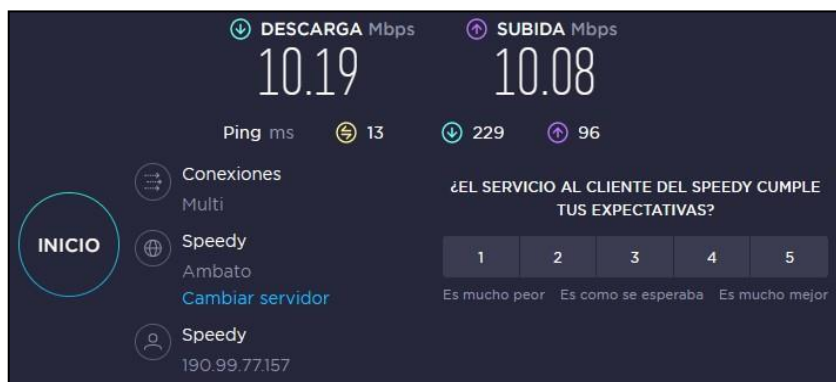 DESCARGA Mbps
10.19
SUBIDA Mbps
10.08
Ping ms 13 229 96
INICIO
Conexiones
Multi
Speedy
Ambato
Cambiar servidor
Speedy
190.99.77.157
¿EL SERVICIO AL CLIENTE DEL SPEEDY CUMPLE
TUS EXPECTATIVAS?
1 2 3 4 5
Es mucho peor Es como se esperaba Es mucho mejor